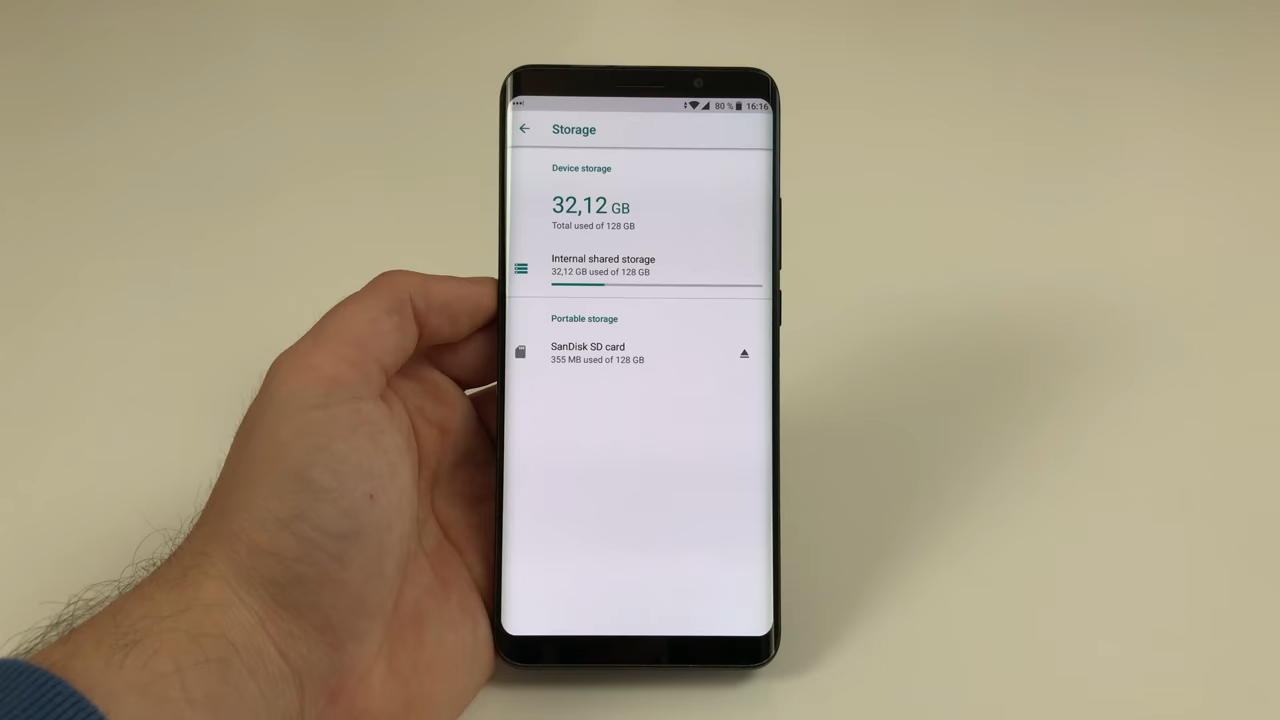 80 % 16:16
Storage
Device storage
32,12 GB
Total used of 128 GB
Internal shared storage
32,12 GB used of 128 GB
Portable storage
SanDisk SD card
355 MB used of 128 GB